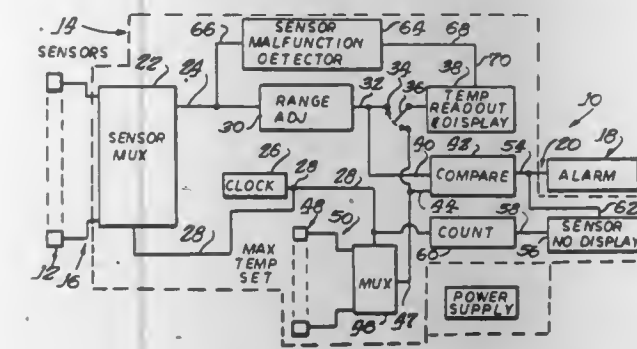 14
SENSORS
22
24
66
SENSOR
MALFUNCTION
DETECTOR
64
68
70
SENSOR
MUX
30
RANGE
ADJ
32
34
36
38
TEMP
READOUT
& DISPLAY
10
26
CLOCK
28
28
28
40
COMPARE
44
54
20
18
ALARM
12
16
MAX
TEMP
SET
48
50
MUX
47
COUNT
60
58
62
56
SENSOR
NO DISPLAY
POWER
SUPPLY